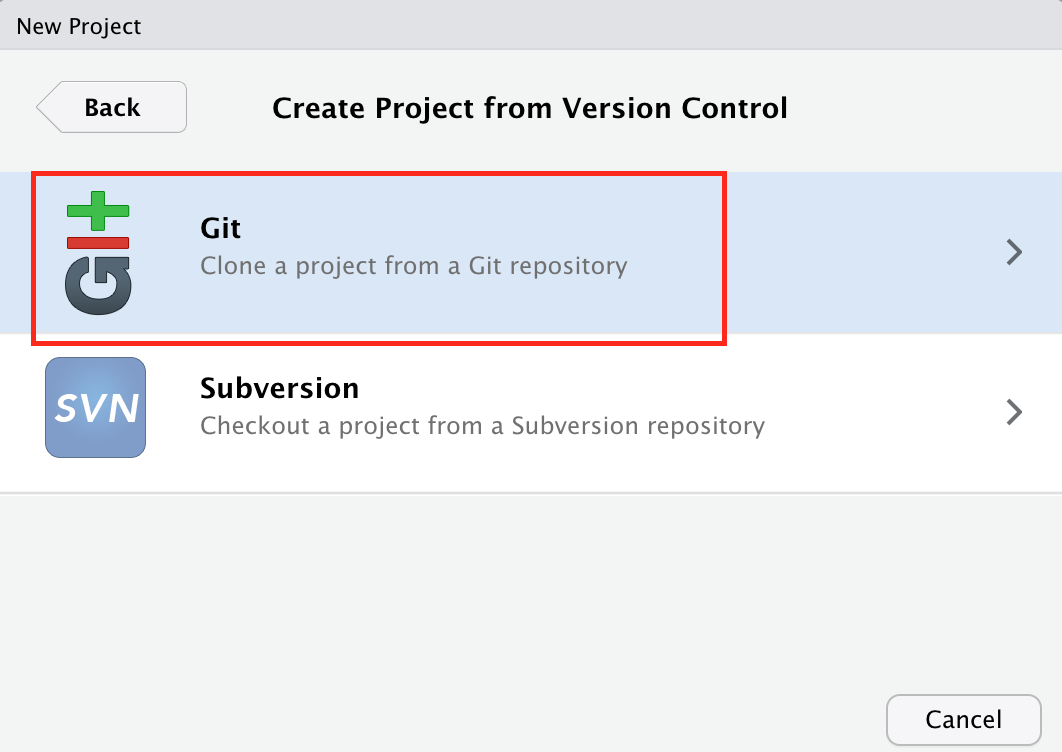 New Project
Back
Create Project from Version Control
GIt
Git
Clone a project from a Git repository
SVN
Subversion
Checkout a project from a Subversion repository
Cancel